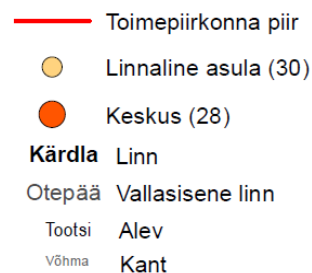 Toimepiirkonna piir
Linnaline asula (30)
Keskus (28)
Kärdla Linn
Otepää Vallasisene linn
Tootsi Alev
Võhma Kant